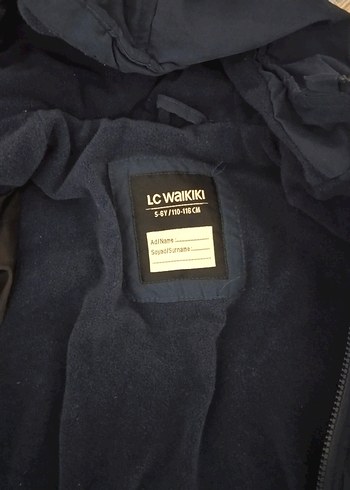 LC WAIKIKI
5-6Y / 110-116 CM
Adı/Name:
Soyadı/Surname: